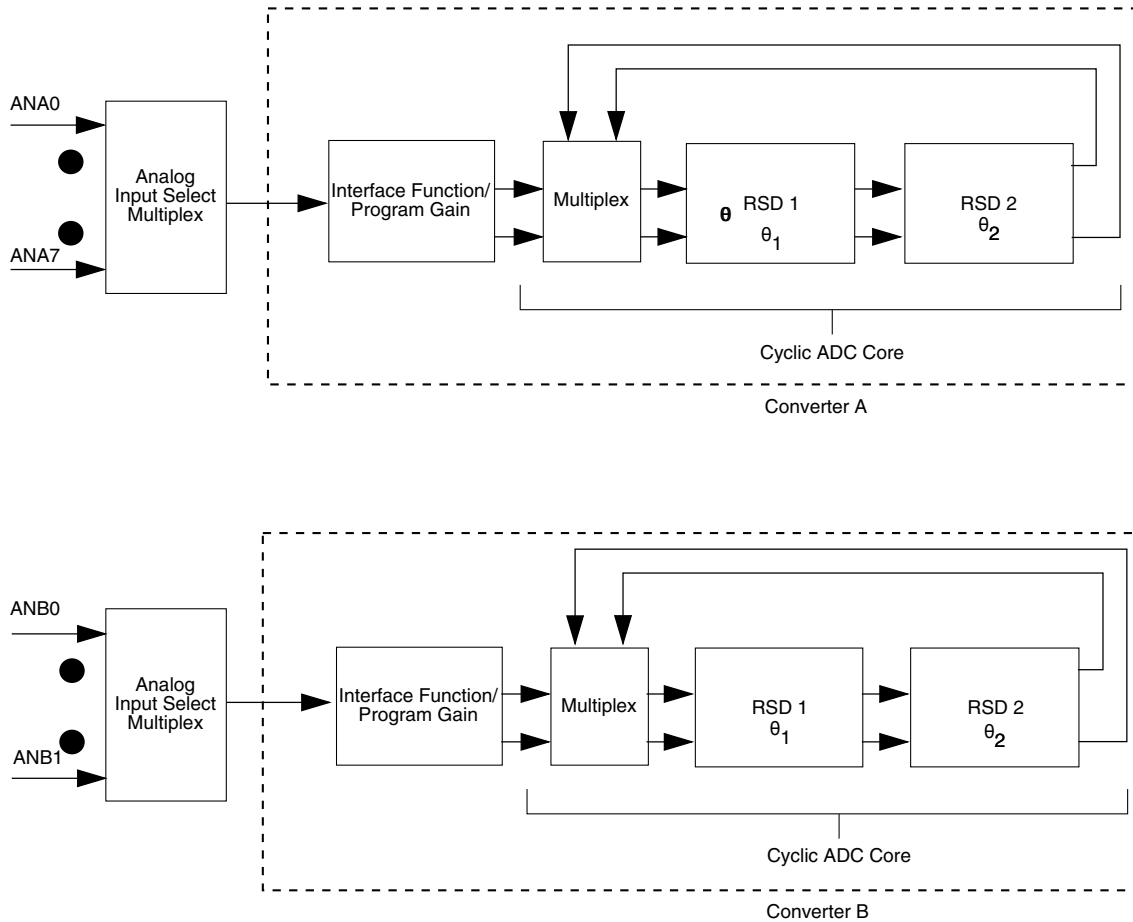 ANA0
ANA7
Analog
Input Select
Multiplex
Interface Function/
Program Gain
Multiplex
θ RSD 1
θ1
RSD 2
θ2
Cyclic ADC Core
Converter A
ANB0
ANB1
Analog
Input Select
Multiplex
Interface Function/
Program Gain
Multiplex
RSD 1
θ1
RSD 2
θ2
Cyclic ADC Core
Converter B